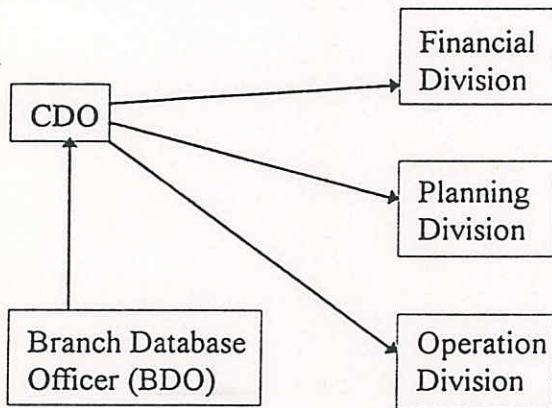 Financial
Division
CDO
Planning
Division
Branch Database
Officer (BDO)
Operation
Division